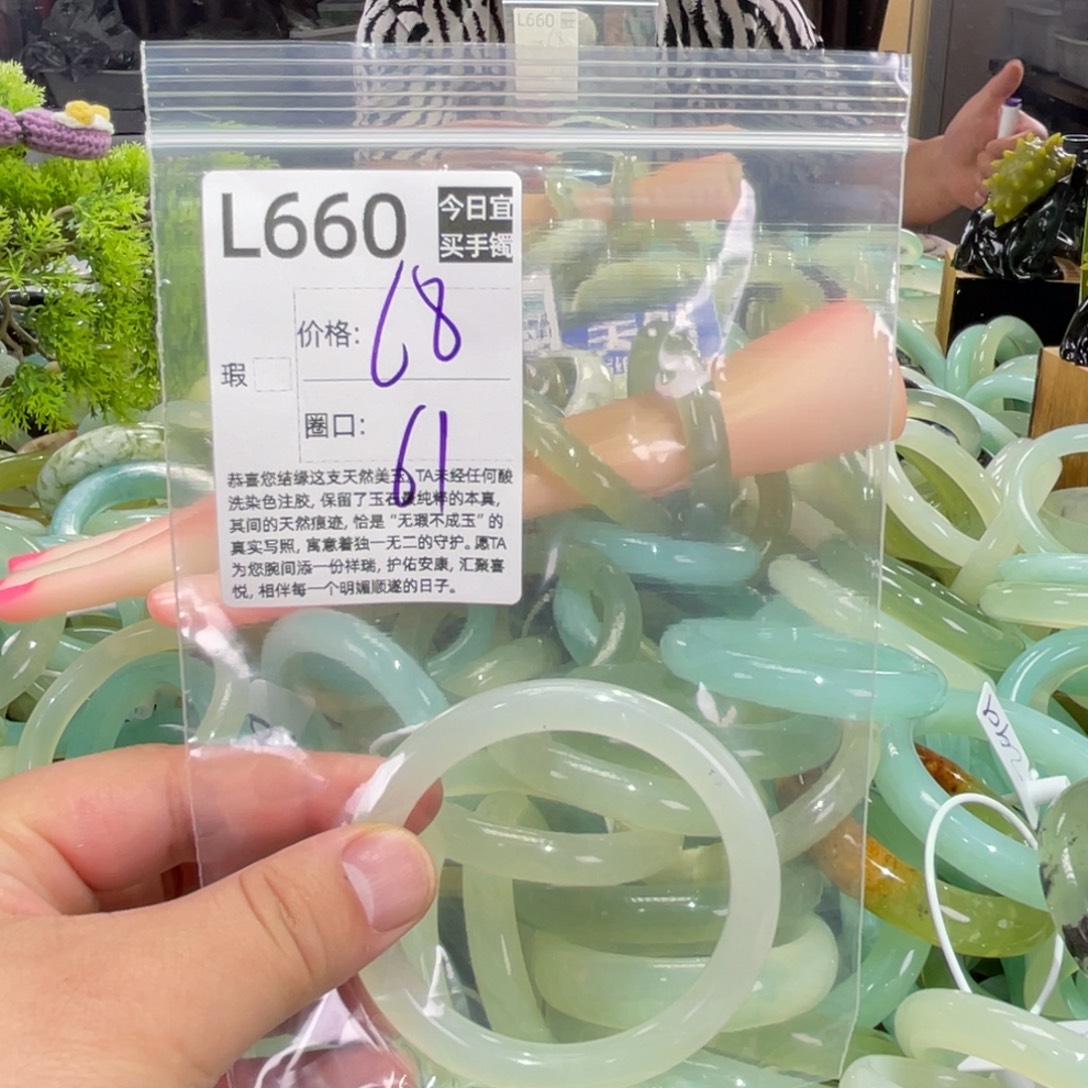 L660
L660
今日宜
买手镯
价格: 68
瑕
圈口: 61
恭喜您结缘这支天然美玉, TA未经任何酸
洗染色注胶, 保留了玉石最纯粹的本真,
其间的天然痕迹, 恰是“无瑕不成玉”的
真实写照, 寓意着独一无二的守护。愿TA
为您腕间添一份祥瑞, 护佑安康, 汇聚喜
悦, 相伴每一个明媚顺遂的日子。